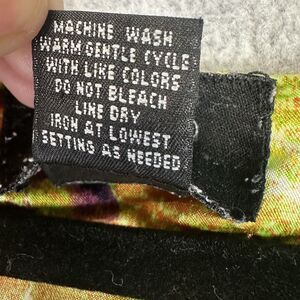 MACHINE WASH
WARM GENTLE CYCLE
WITH LIKE COLORS
DO NOT BLEACH
LINE DRY
IRON AT LOWEST
SETTING AS NEEDED